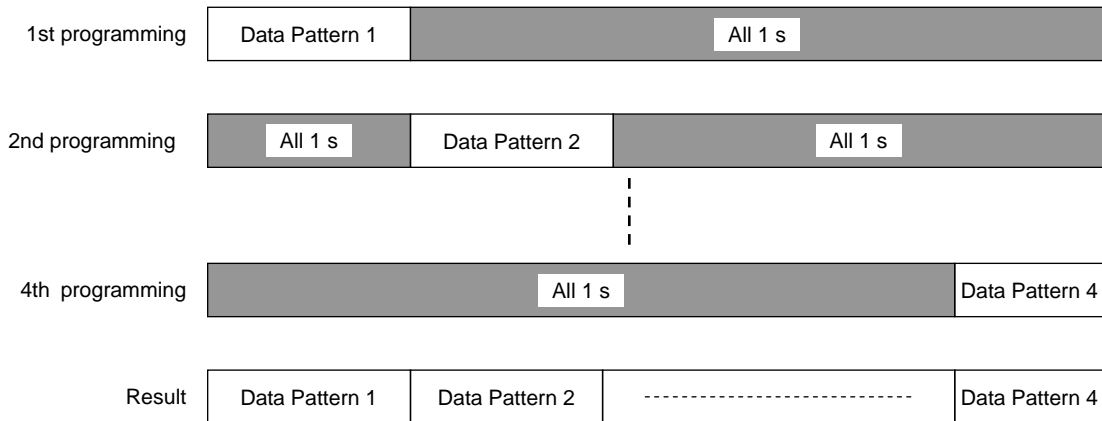 1st programming Data Pattern 1 All 1 s
2nd programming All 1 s Data Pattern 2 All 1 s
4th programming All 1 s Data Pattern 4
Result Data Pattern 1 Data Pattern 2 Data Pattern 4